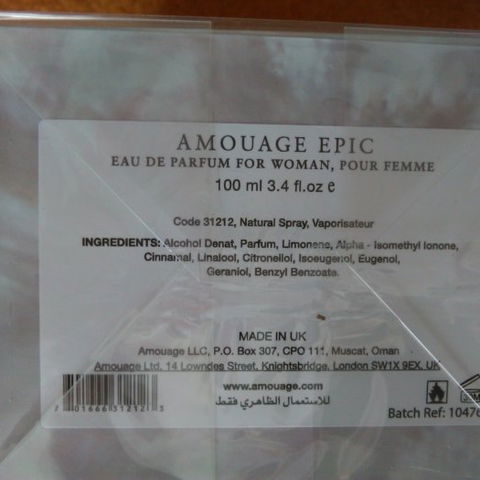 AMOUAGE EPIC
EAU DE PARFUM FOR WOMAN, POUR FEMME
100 ml 3.4 fl.oz e
Code 31212, Natural Spray, Vaporisateur
INGREDIENTS: Alcohol Denat, Parfum, Limonene, Alpha - isomethyl ionone,
Cinnamal, Linalool, Citronellol, Isoeugenol, Eugenol,
Geraniol, Benzyl Benzoate.
MADE IN UK
Amouage LLC, P.O. Box 307, CPO 111, Muscat, Oman
Amouage Ltd, 14 Lowndes Street, Knightsbridge, London SW1X 9EX, UK
www.amouage.com
للاستعمال الظاهري فقط
Batch Ref: